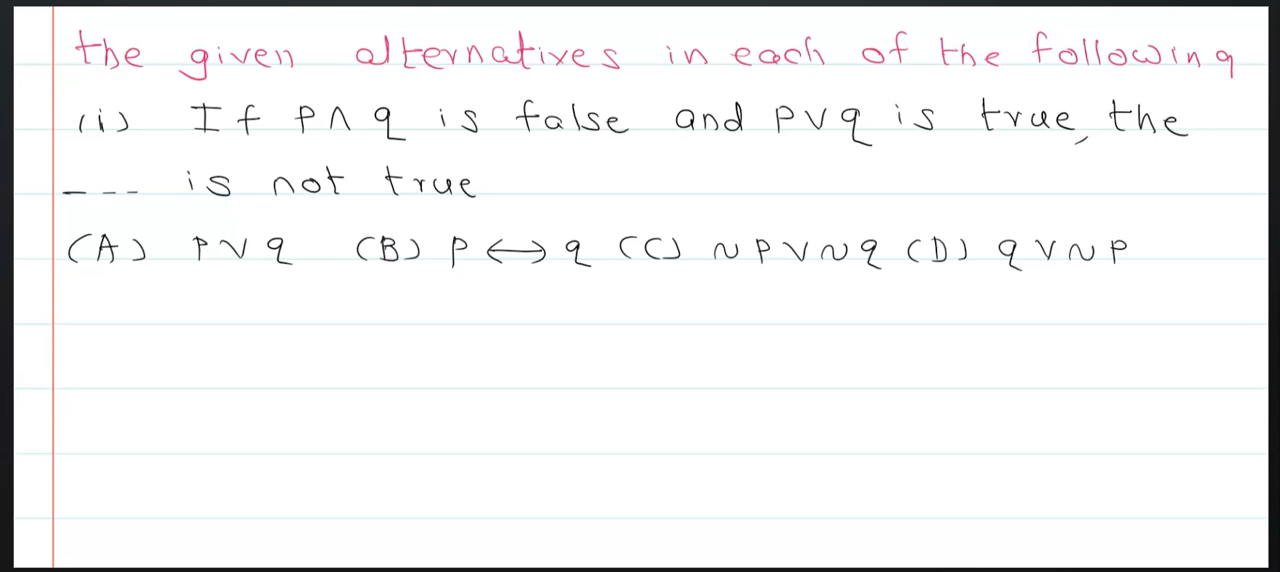 the given alternatives in each of the following
(i) If p ∧ q is false and p ∨ q is true, the
--- is not true
(A) p ∨ q (B) p ↔ q (C) ~p ∨ ~q (D) q ∨ ~p